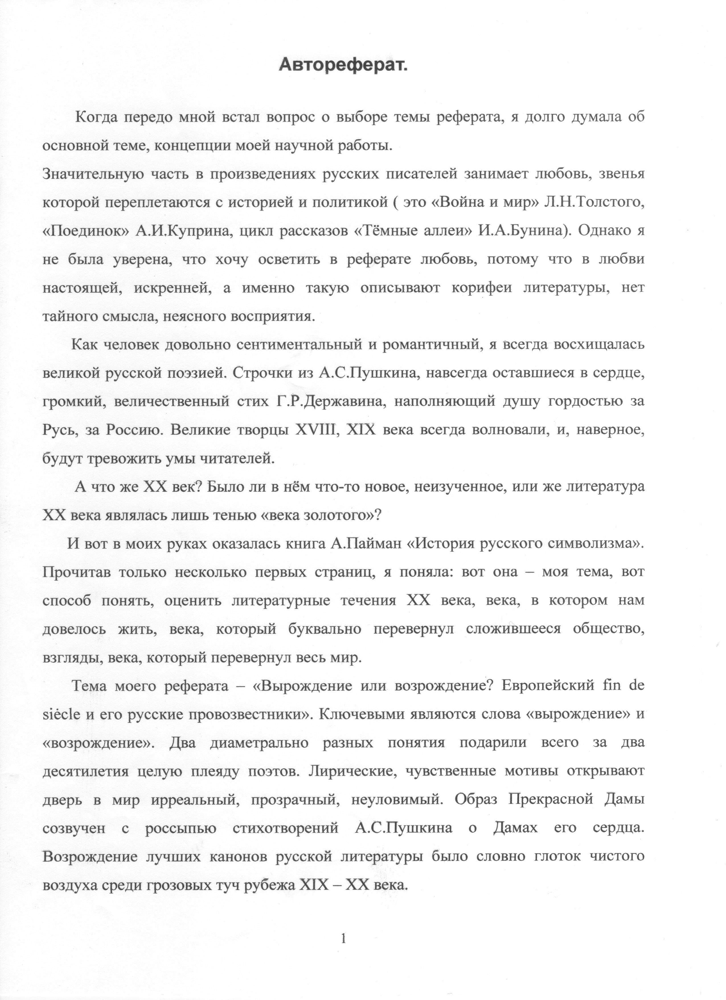 Автореферат.
Когда передо мной встал вопрос о выборе темы реферата, я долго думала об
основной теме, концепции моей научной работы.
Значительную часть в произведениях русских писателей занимает любовь, звенья
которой переплетаются с историей и политикой ( это «Война и мир» Л.Н.Толстого,
«Поединок» А.И.Куприна, цикл рассказов «Тёмные аллеи» И.А.Бунина). Однако я
не была уверена, что хочу осветить в реферате любовь, потому что в любви
настоящей, искренней, а именно такую описывают корифеи литературы, нет
тайного смысла, неясного восприятия.
Как человек довольно сентиментальный и романтичный, я всегда восхищалась
великой русской поэзией. Строчки из А.С.Пушкина, навсегда оставшиеся в сердце,
громкий, величественный стих Г.Р.Державина, наполняющий душу гордостью за
Русь, за Россию. Великие творцы XVIII, XIX века всегда волновали, и, наверное,
будут тревожить умы читателей.
А что же XX век? Было ли в нём что-то новое, неизученное, или же литература
XX века являлась лишь тенью «века золотого»?
И вот в моих руках оказалась книга А.Пайман «История русского символизма».
Прочитав только несколько первых страниц, я поняла: вот она – моя тема, вот
способ понять, оценить литературные течения XX века, века, в котором нам
довелось жить, века, который буквально перевернул сложившееся общество,
взгляды, века, который перевернул весь мир.
Тема моего реферата – «Вырождение или возрождение? Европейский fin de
siėcle и его русские провозвестники». Ключевыми являются слова «вырождение» и
«возрождение». Два диаметрально разных понятия подарили всего за два
десятилетия целую плеяду поэтов. Лирические, чувственные мотивы открывают
дверь в мир ирреальный, прозрачный, неуловимый. Образ Прекрасной Дамы
созвучен с россыпью стихотворений А.С.Пушкина о Дамах его сердца.
Возрождение лучших канонов русской литературы было словно глоток чистого
воздуха среди грозовых туч рубежа XIX – XX века.
1